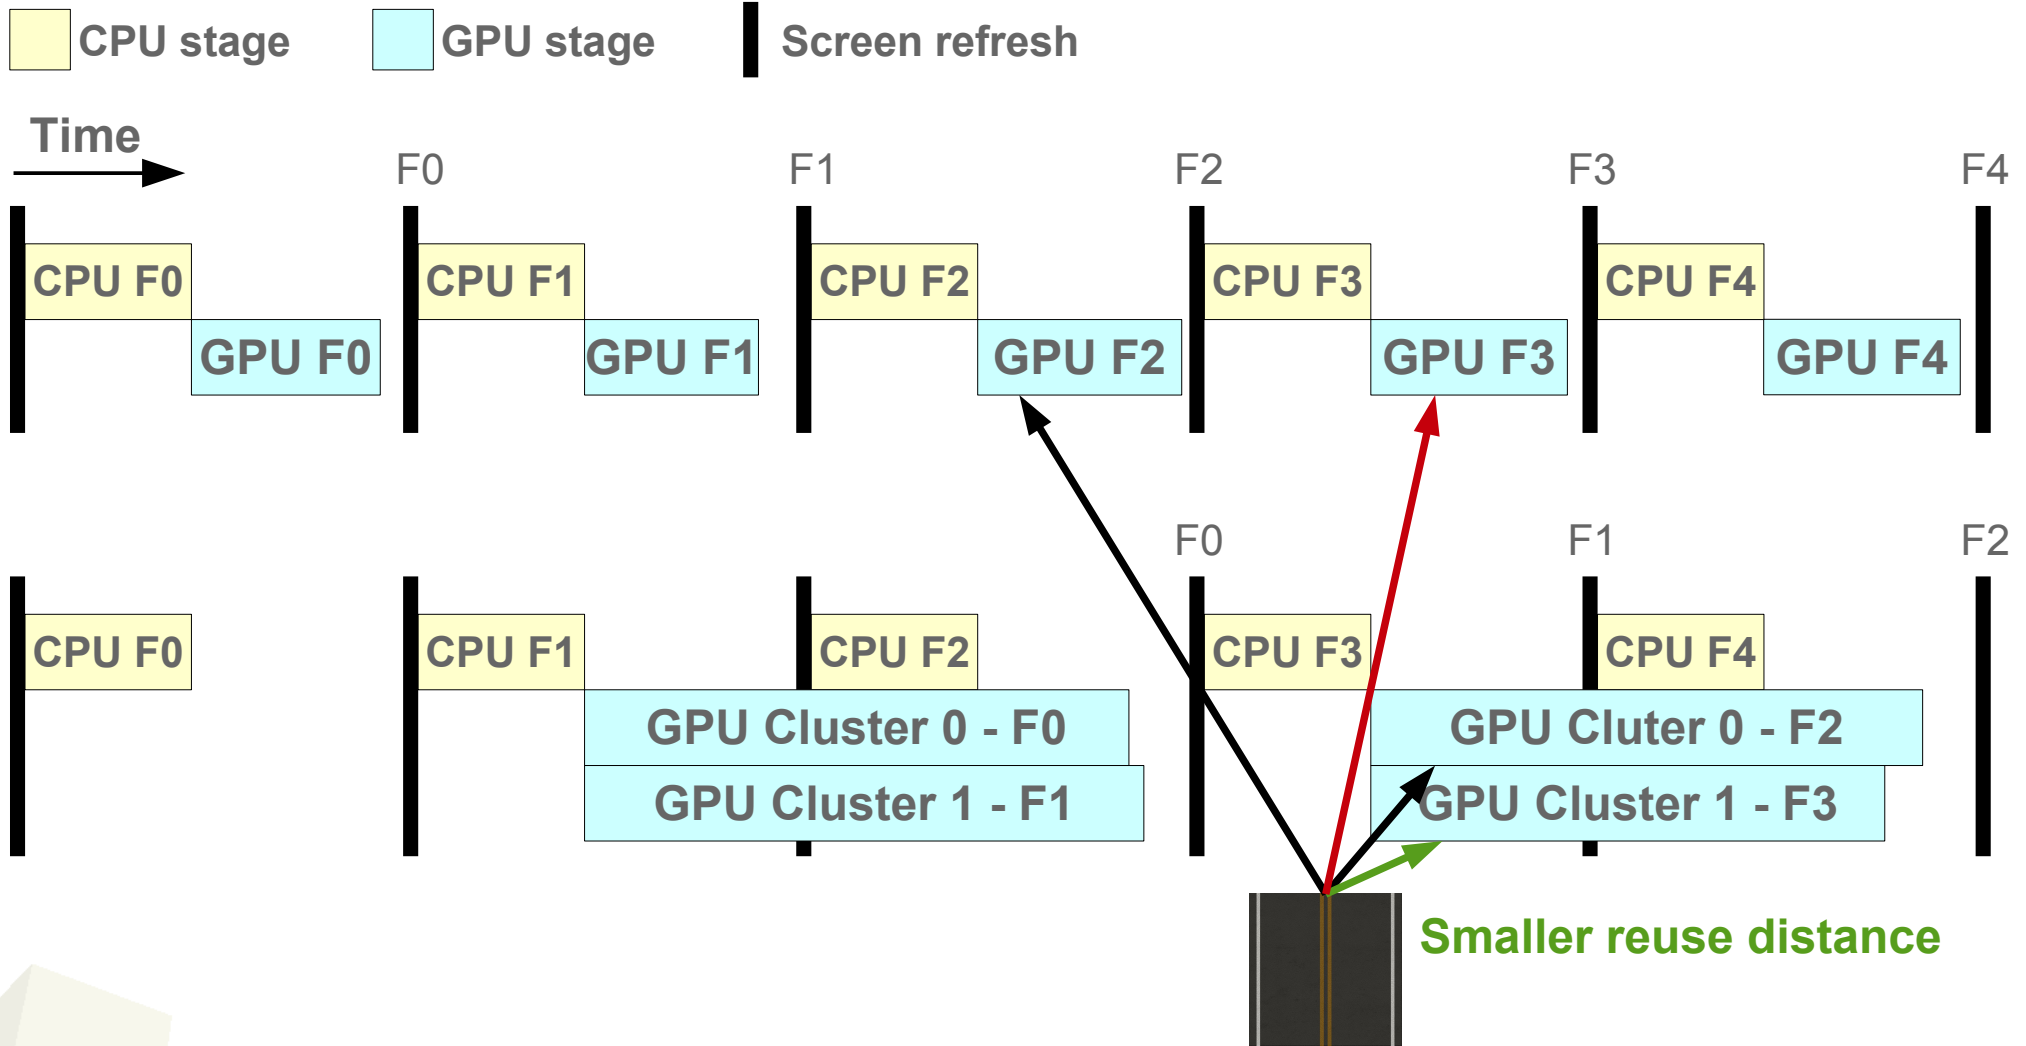 CPU stage GPU stage Screen refresh
Time
F0 F1 F2 F3 F4
CPU F0 CPU F1 CPU F2 CPU F3 CPU F4
GPU F0 GPU F1 GPU F2 GPU F3 GPU F4
F0 F1 F2
CPU F0 CPU F1 CPU F2 CPU F3 CPU F4
GPU Cluster 0 - F0 GPU Cluter 0 - F2
GPU Cluster 1 - F1 GPU Cluster 1 - F3
Smaller reuse distance